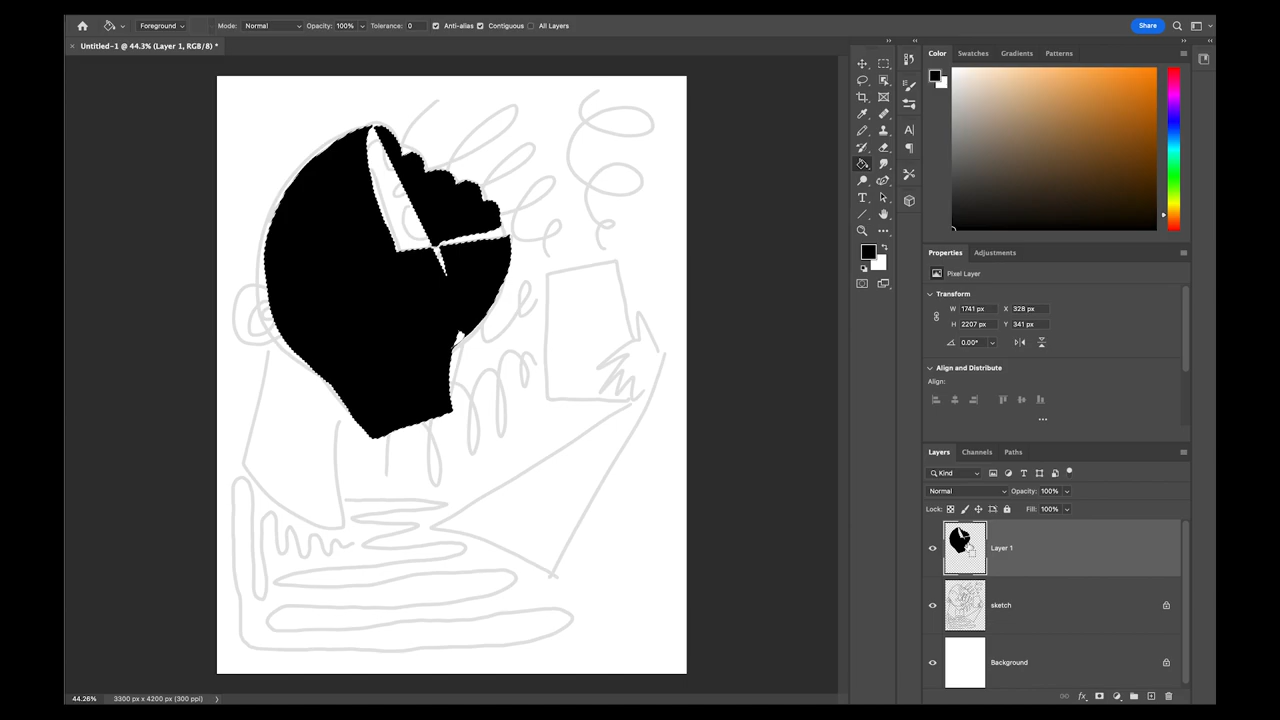 Foreground Mode: Normal Opacity: 100% Tolerance: 0 Anti-alias Contiguous All Layers Share
Untitled-1 @ 44.3% (Layer 1, RGB/8) *
Color Swatches Gradients Patterns
Properties Adjustments
Pixel Layer
Transform
W 1741 px X 328 px
H 2207 px Y 341 px
0.00°
Align and Distribute
Align:
Layers Channels Paths
Kind
Normal Opacity: 100%
Lock: Fill: 100%
Layer 1
sketch
Background
44.26% 3300 px x 4200 px (300 ppi)